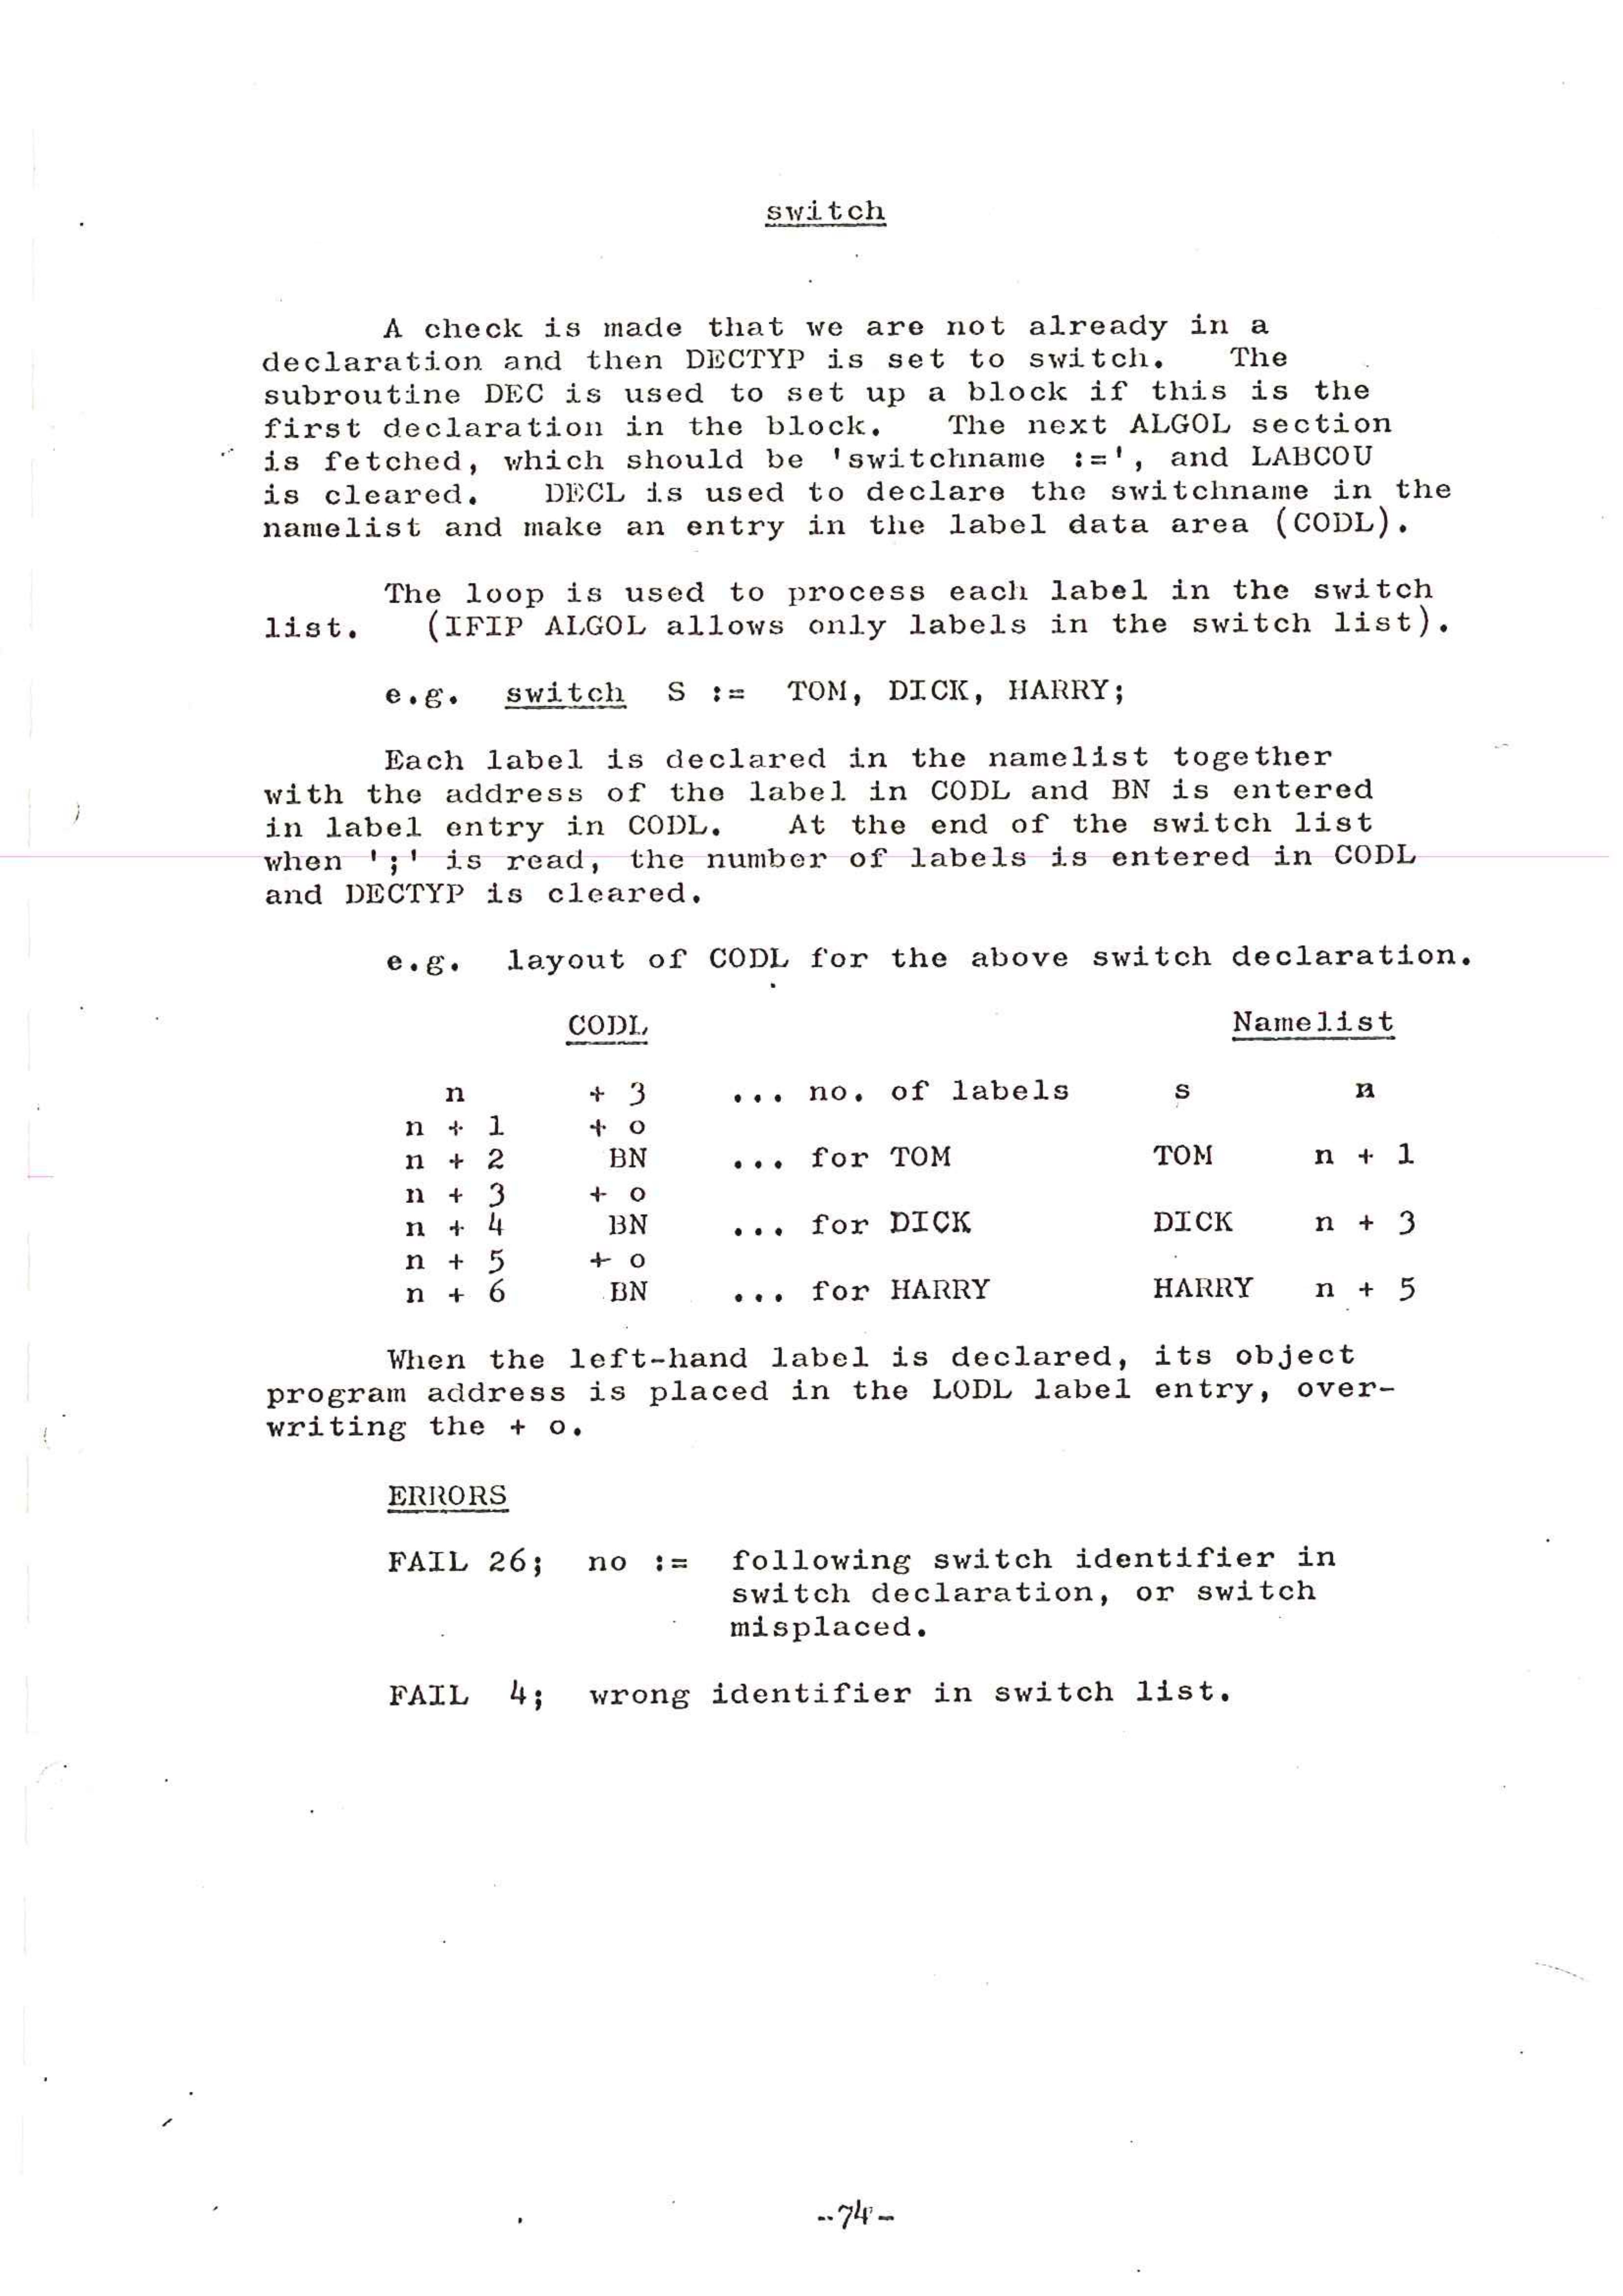 switch
A check is made that we are not already in a
declaration and then DECTYP is set to switch. The
subroutine DEC is used to set up a block if this is the
first declaration in the block. The next ALGOL section
is fetched, which should be 'switchname :=', and LABCOU
is cleared. DECL is used to declare the switchname in the
namelist and make an entry in the label data area (CODL).
The loop is used to process each label in the switch
list. (IFIP ALGOL allows only labels in the switch list).
e.g. switch S := TOM, DICK, HARRY;
Each label is declared in the namelist together
with the address of the label in CODL and BN is entered
in label entry in CODL. At the end of the switch list
when ';' is read, the number of labels is entered in CODL
and DECTYP is cleared.
e.g. layout of CODL for the above switch declaration.
CODL Namelist
n + 3 ... no. of labels s n
n + 1 + o
n + 2 BN ... for TOM TOM n + 1
n + 3 + o
n + 4 BN ... for DICK DICK n + 3
n + 5 + o
n + 6 BN ... for HARRY HARRY n + 5
When the left-hand label is declared, its object
program address is placed in the LODL label entry, over-
writing the + o.
ERRORS
FAIL 26; no := following switch identifier in
switch declaration, or switch
misplaced.
FAIL 4; wrong identifier in switch list.
-74-